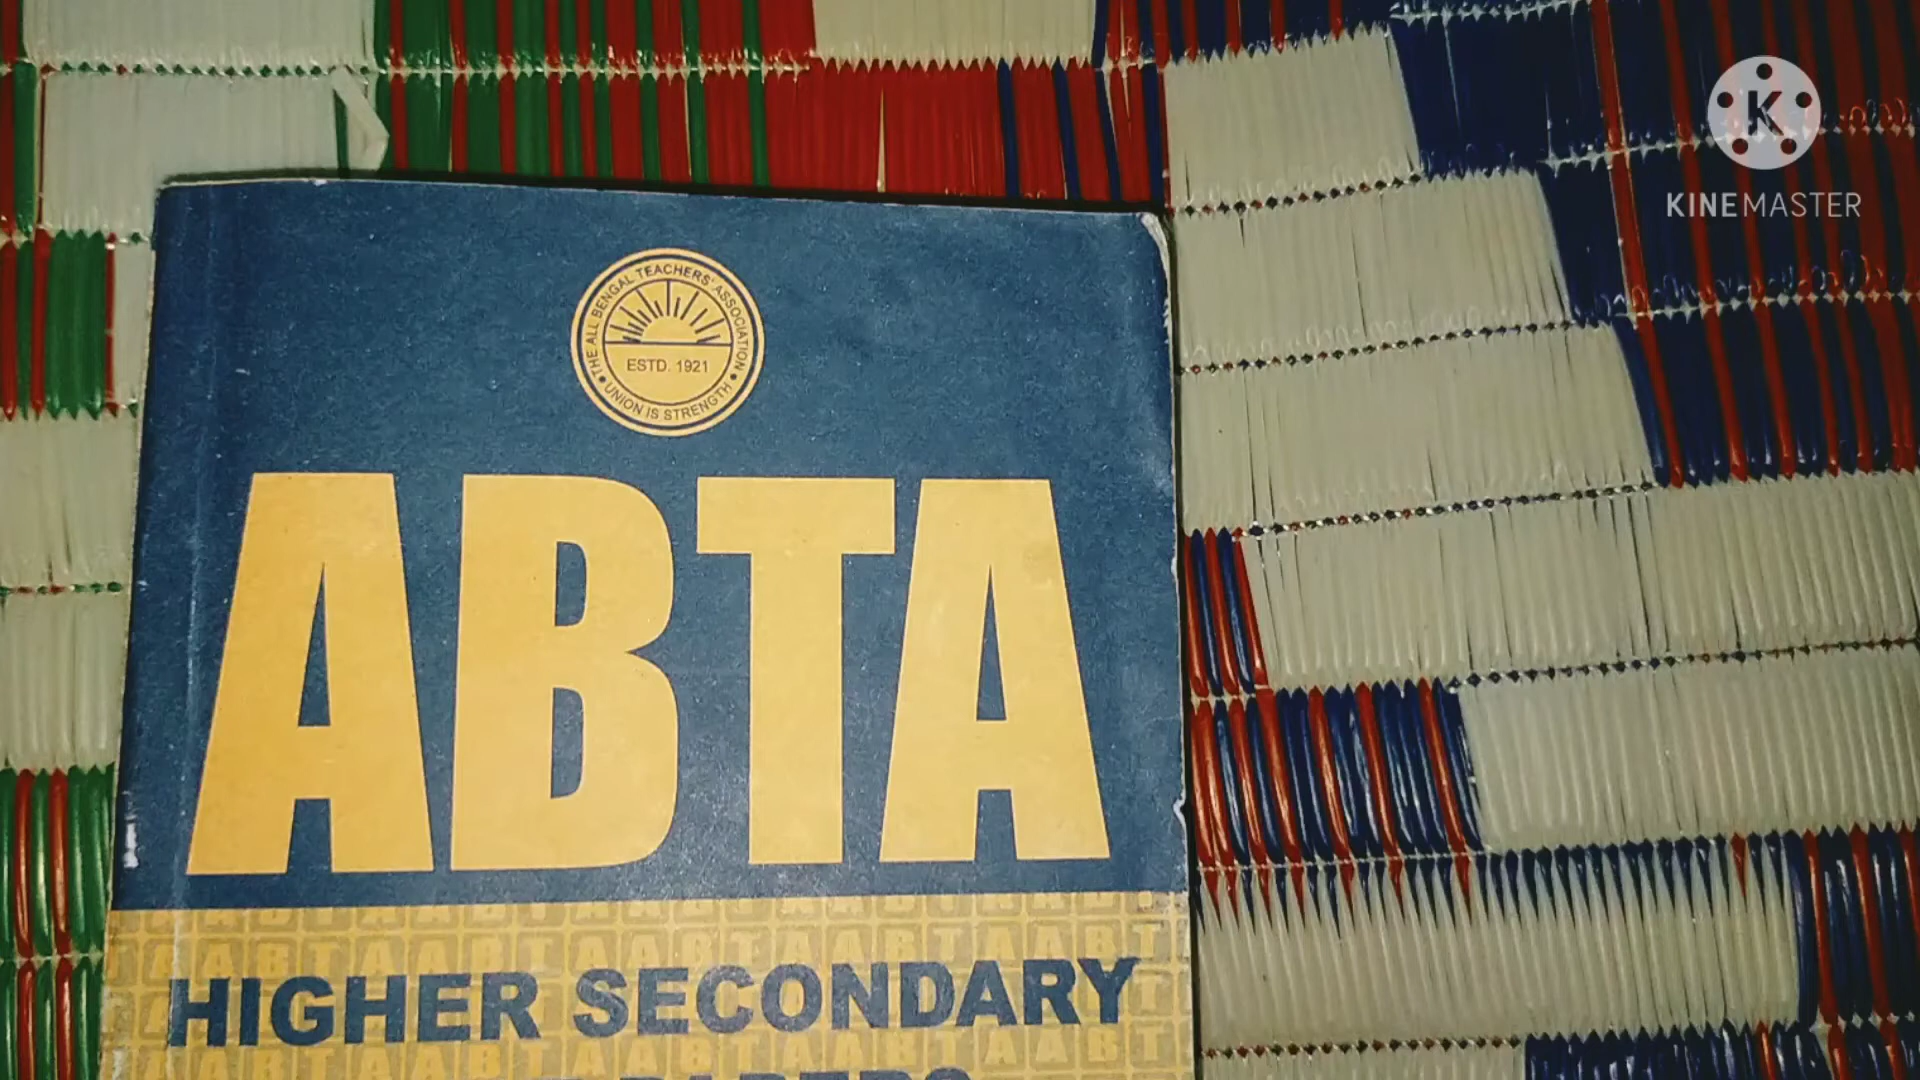 THE ALL BENGAL TEACHERS' ASSOCIATION
ESTD. 1921
• UNION IS STRENGTH •
ABTA
HIGHER SECONDARY
K
KINEMASTER